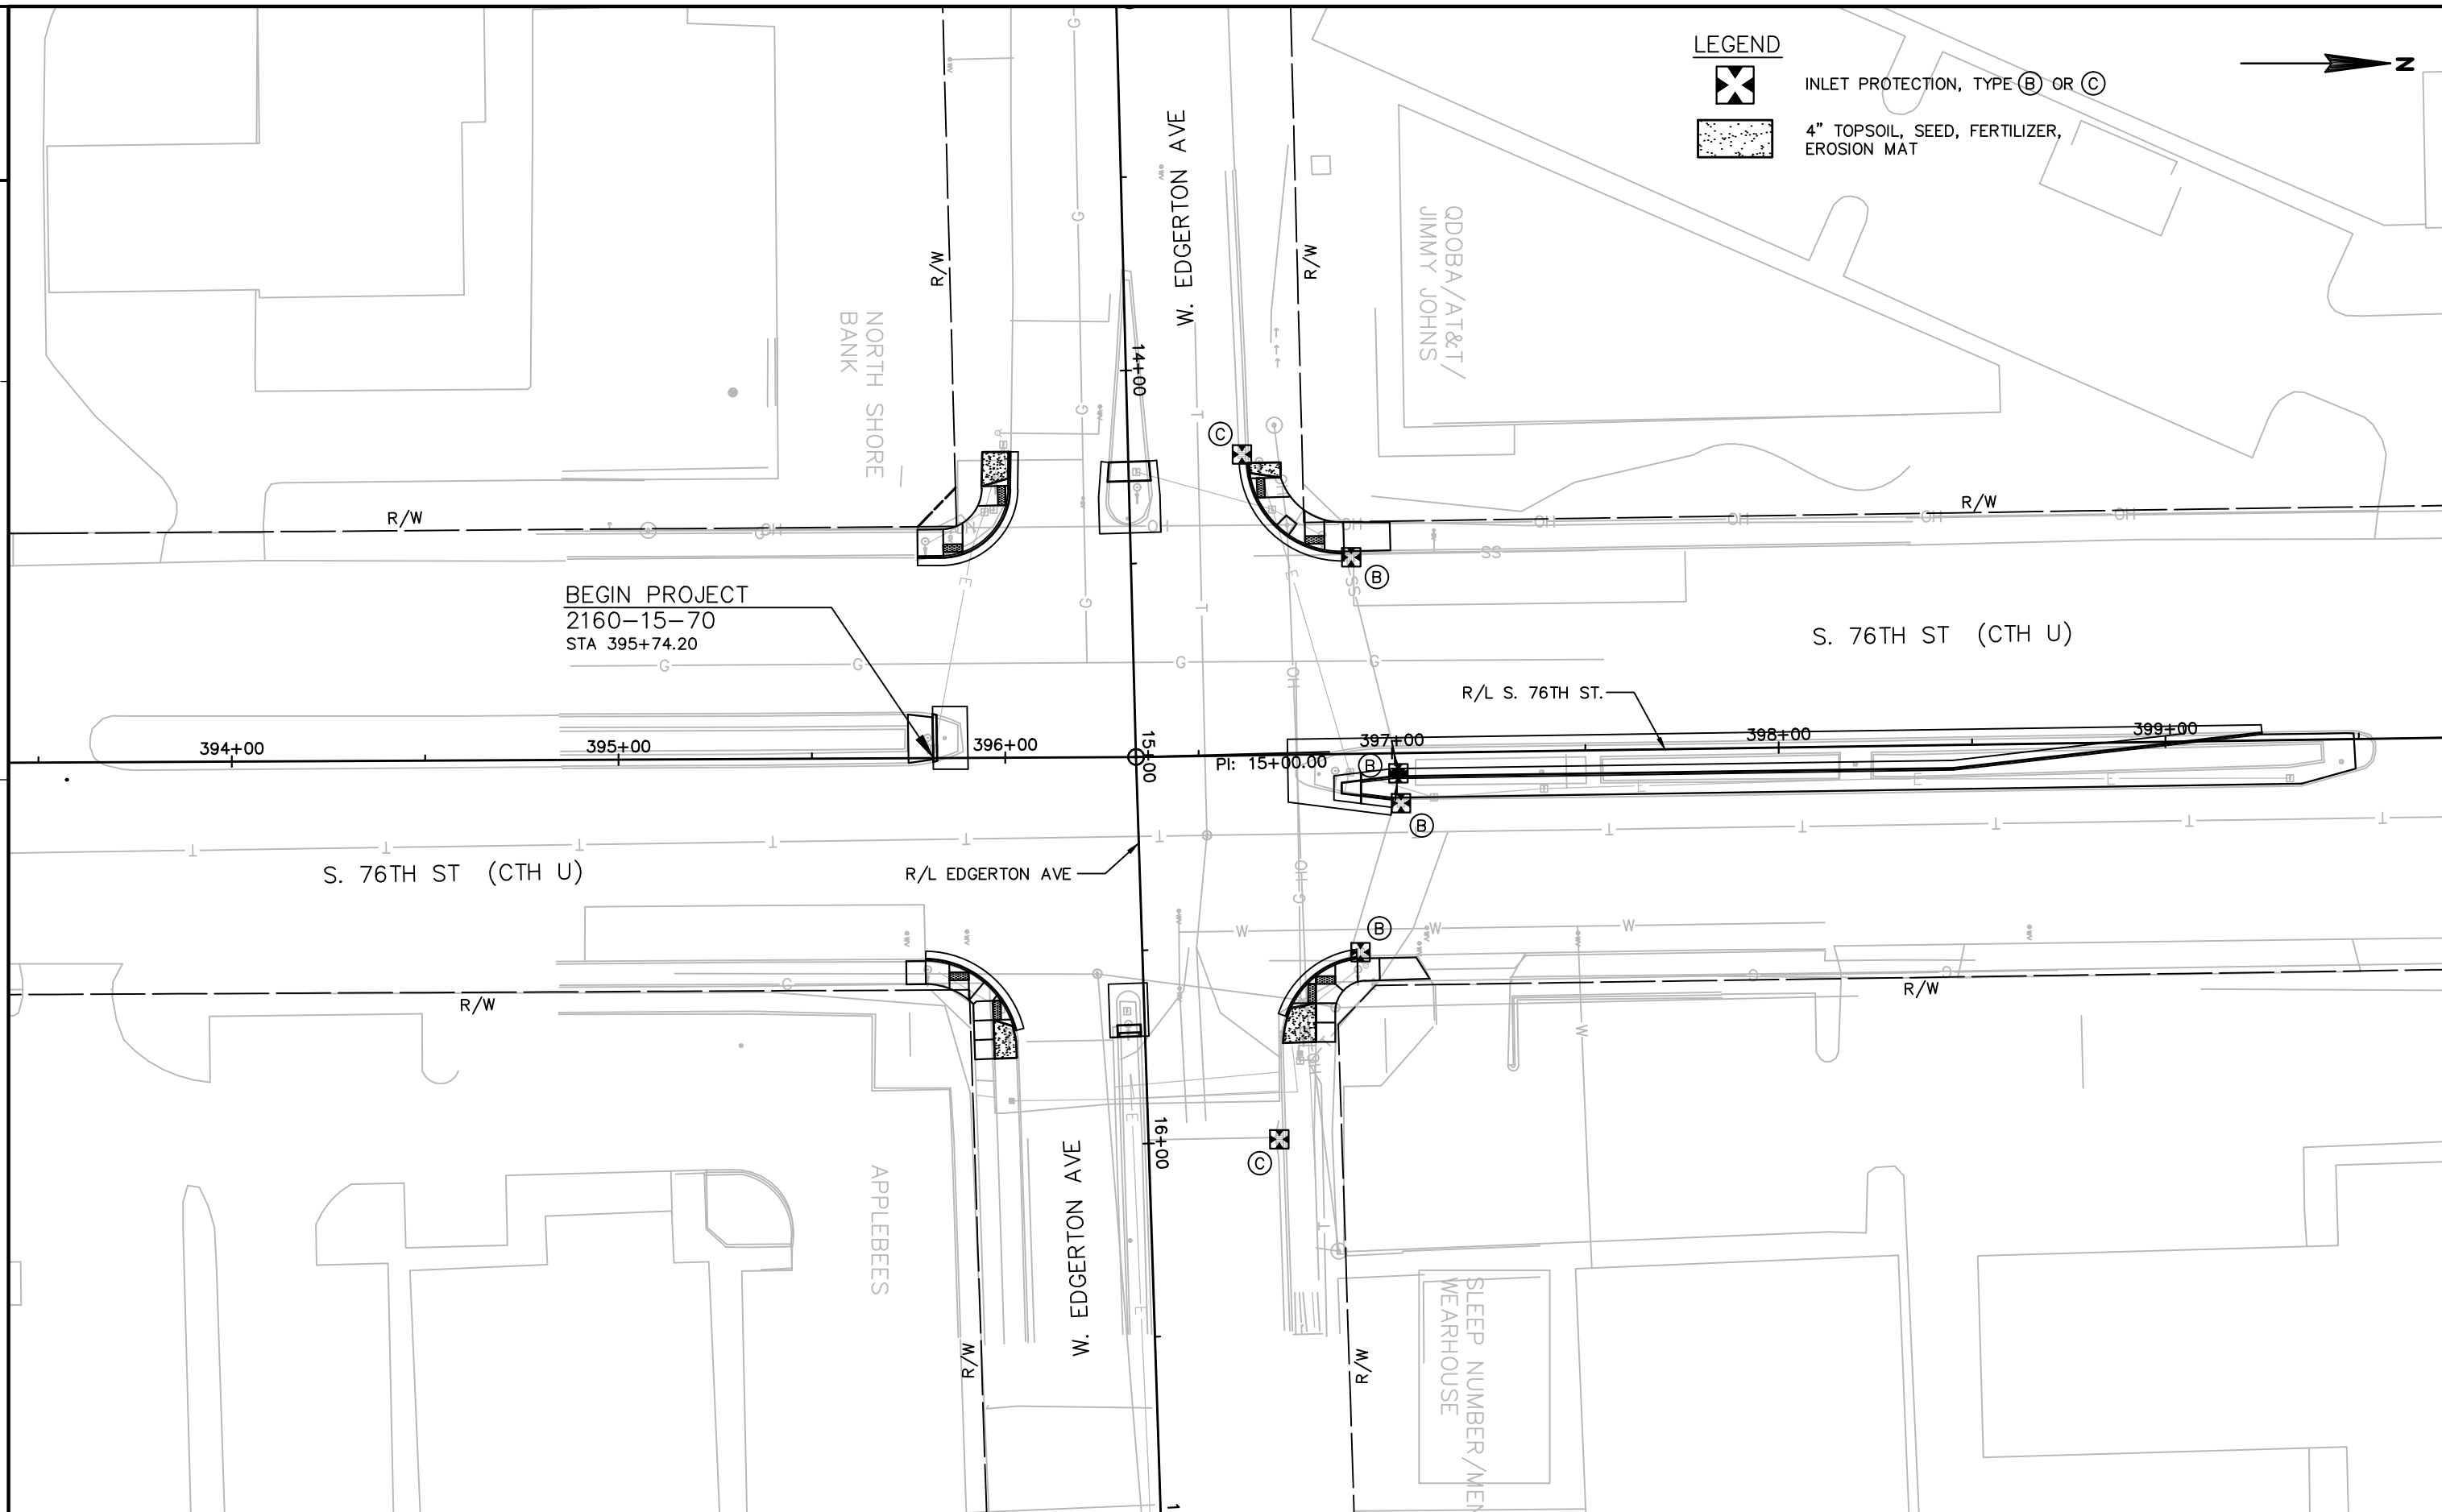 LEGEND
INLET PROTECTION, TYPE B OR C
4" TOPSOIL, SEED, FERTILIZER,
EROSION MAT
N
W. EDGERTON AVE
R/W
R/W
QDOBA/AT&T/
JIMMY JOHNS
NORTH SHORE
BANK
14+00
C
R/W
R/W
B
BEGIN PROJECT
2160-15-70
STA 395+74.20
S. 76TH ST (CTH U)
R/L S. 76TH ST.
394+00
395+00
396+00
15+00
PI: 15+00.00
397+00
398+00
399+00
B
B
S. 76TH ST (CTH U)
R/L EDGERTON AVE
B
R/W
R/W
16+00
C
APPLEBEES
W. EDGERTON AVE
R/W
R/W
SLEEP NUMBER/MEN
WEARHOUSE